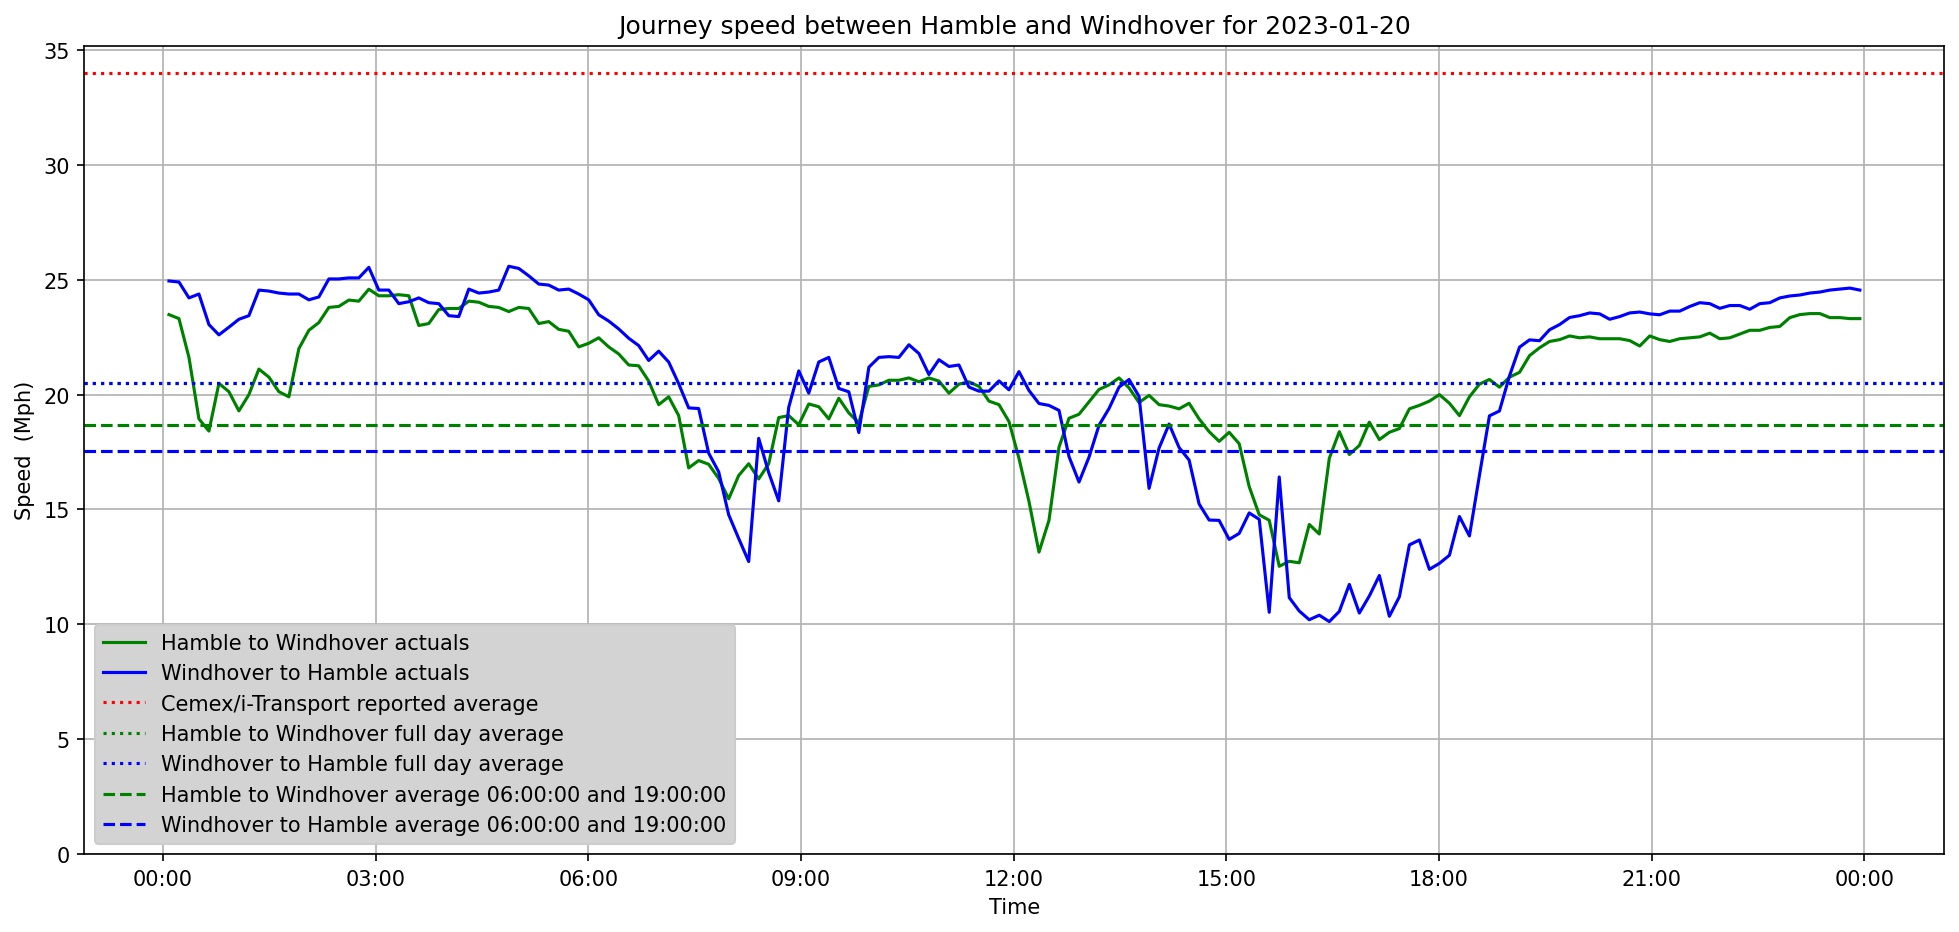 Journey speed between Hamble and Windhover for 2023-01-20
35
30
25
20
15
10
5
0
Speed (Mph)
Hamble to Windhover actuals
Windhover to Hamble actuals
Cemex/i-Transport reported average
Hamble to Windhover full day average
Windhover to Hamble full day average
Hamble to Windhover average 06:00:00 and 19:00:00
Windhover to Hamble average 06:00:00 and 19:00:00
00:00 03:00 06:00 09:00 12:00 15:00 18:00 21:00 00:00
Time